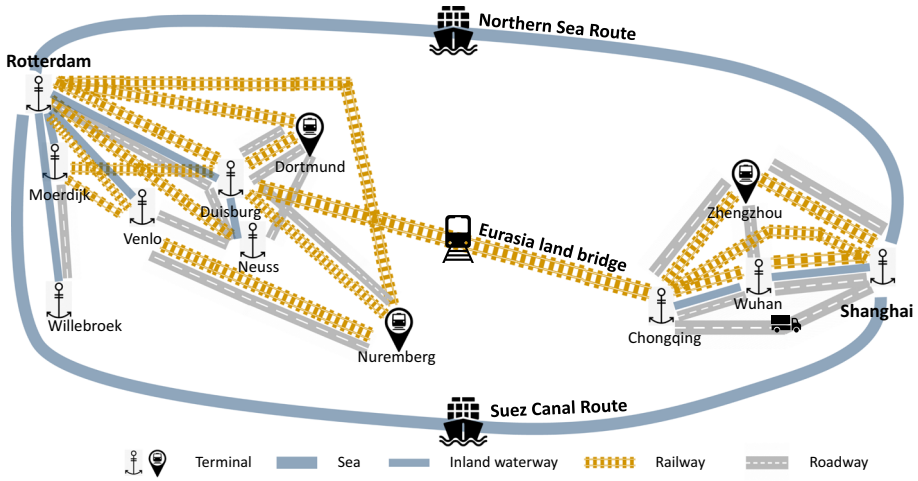 Northern Sea Route
Rotterdam
Dortmund
Moerdijk
Duisburg
Zhengzhou
Venlo
Eurasia land bridge
Neuss
Wuhan
Willebroek
Shanghai
Chongqing
Nuremberg
Suez Canal Route
Terminal Sea Inland waterway Railway Roadway